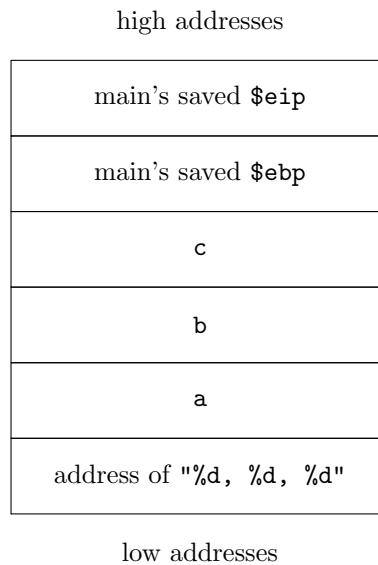 high addresses
main's saved $eip
main's saved $ebp
c
b
a
address of "%d, %d, %d"
low addresses